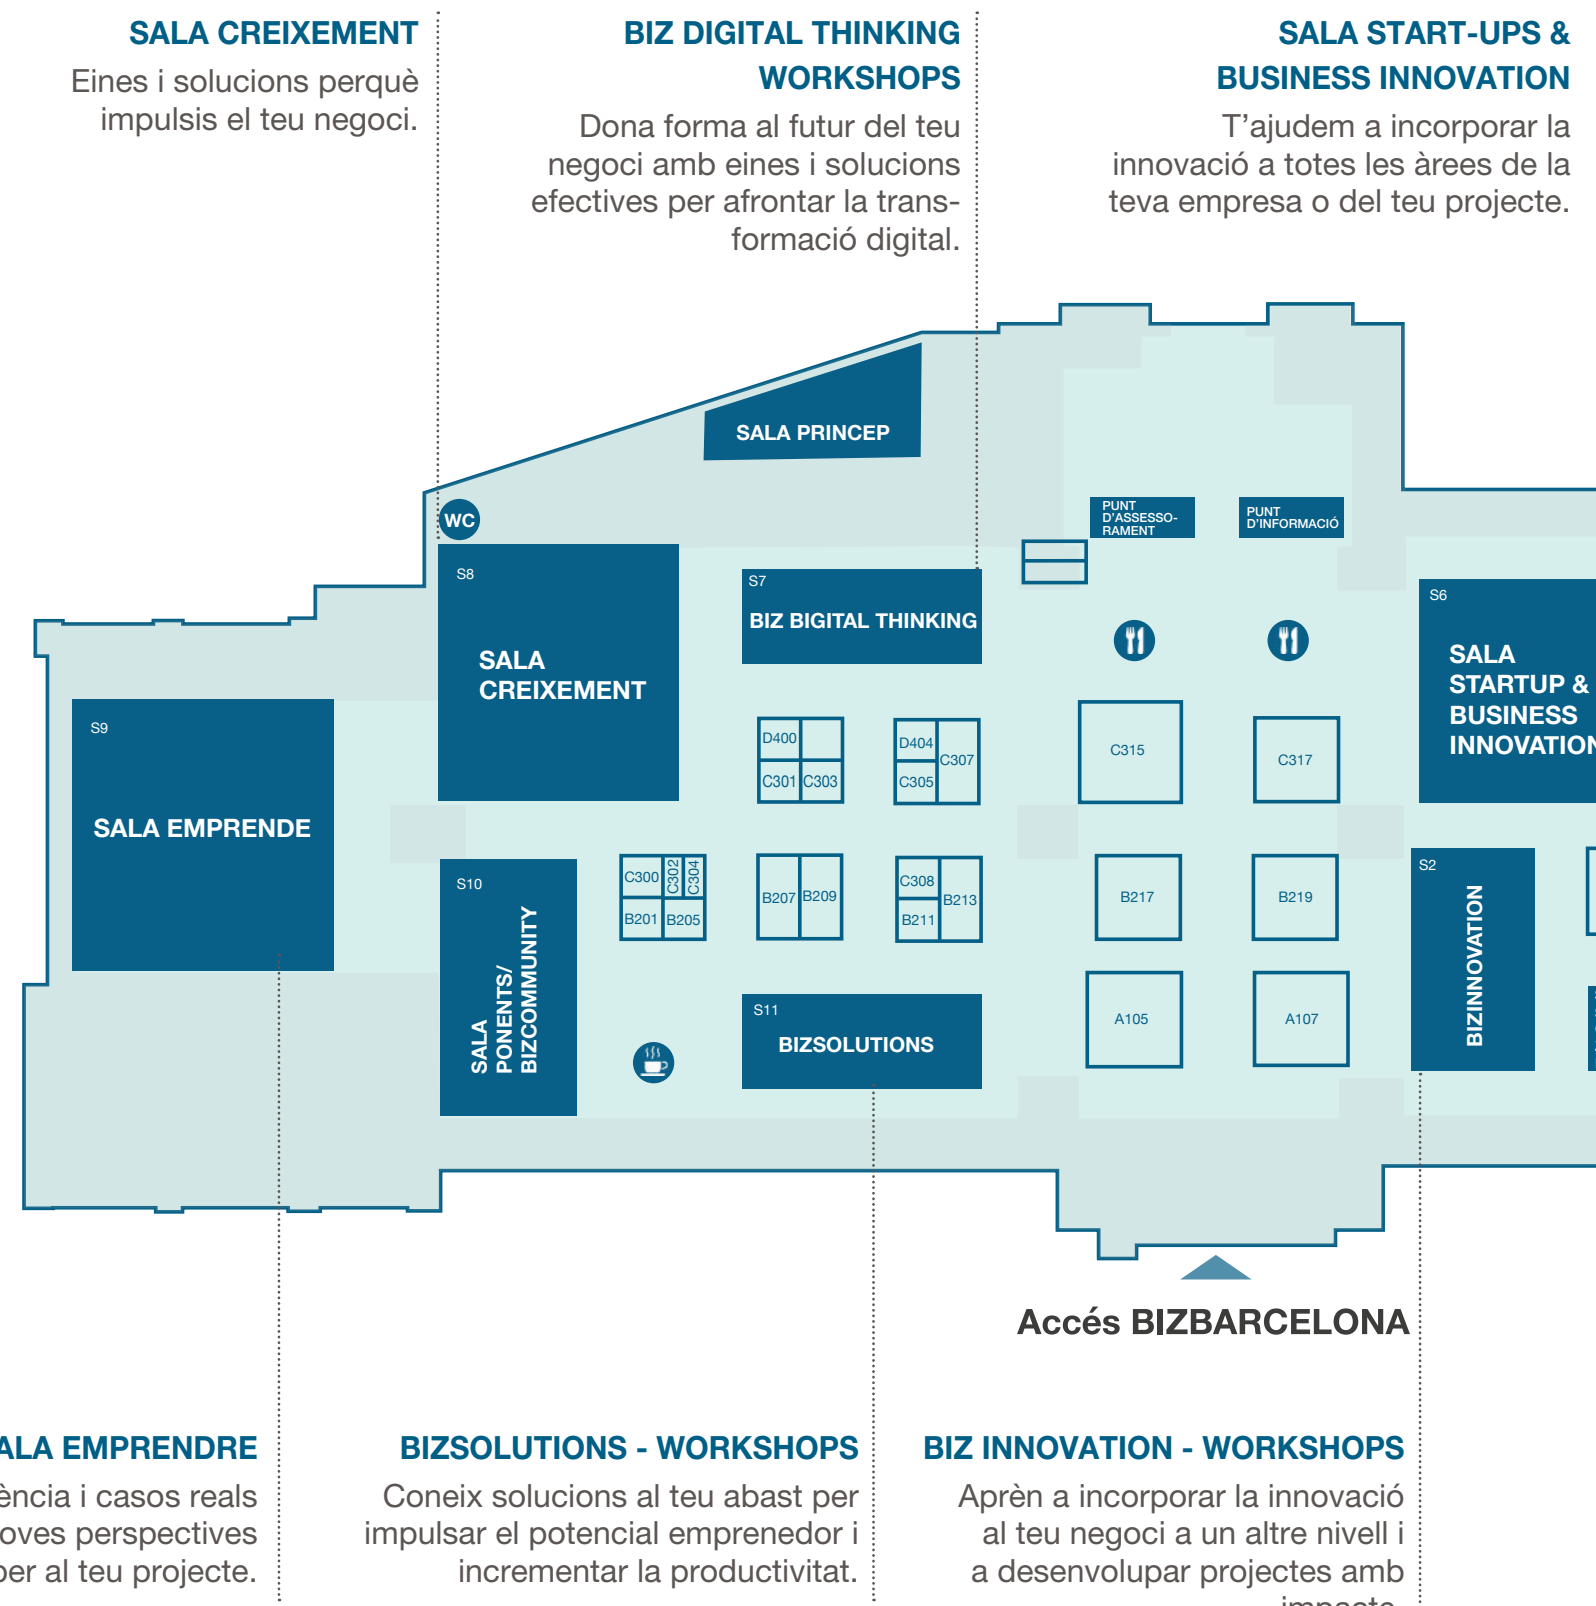 SALA CREIXEMENT
Eines i solucions perquè
impulsis el teu negoci.
BIZ DIGITAL THINKING
WORKSHOPS
Dona forma al futur del teu
negoci amb eines i solucions
efectives per afrontar la trans-
formació digital.
SALA START-UPS &
BUSINESS INNOVATION
T'ajudem a incorporar la
innovació a totes les àrees de la
teva empresa o del teu projecte.
SALA PRINCEP
WC
PUNT
D'ASSESSO-
RAMENT
PUNT
D'INFORMACIÓ
S8
SALA
CREIXEMENT
S7
BIZ BIGITAL THINKING
S6
SALA
STARTUP &
BUSINESS
INNOVATION
S9
SALA EMPRENDE
D400
C301
C303
D404
C305
C307
C315
C317
S10
SALA
PONENTS/
BIZCOMMUNITY
C300
C302
C304
B201
B205
B207
B209
C308
B211
B213
B217
B219
S2
BIZINNOVATION
S11
BIZSOLUTIONS
A105
A107
Accés BIZBARCELONA
ALA EMPRENDRE
ència i casos reals
oves perspectives
per al teu projecte.
BIZSOLUTIONS - WORKSHOPS
Coneix solucions al teu abast per
impulsar el potencial emprenedor i
incrementar la productivitat.
BIZ INNOVATION - WORKSHOPS
Aprèn a incorporar la innovació
al teu negoci a un altre nivell i
a desenvolupar projectes amb
impacte.